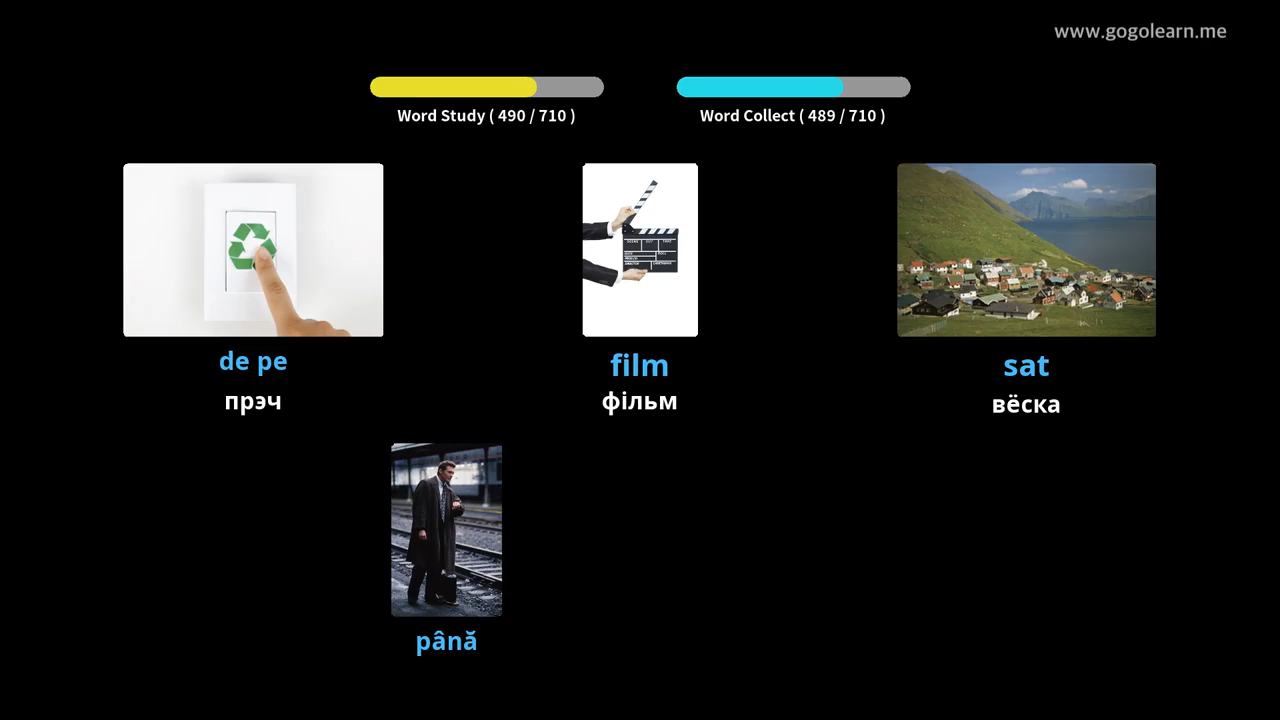 www.gogolearn.me
Word Study ( 490 / 710 )
Word Collect ( 489 / 710 )
de pe
прэч
film
фільм
sat
вёска
până